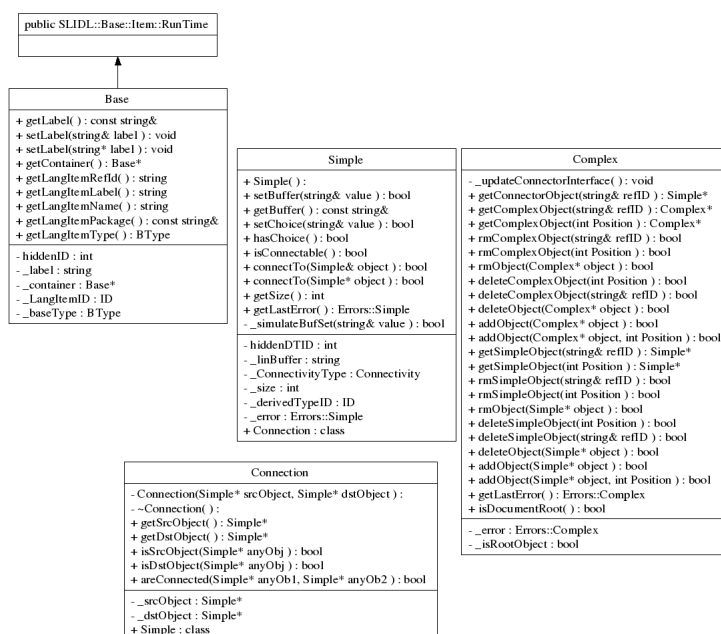 public SLIDL::Base::Item::RunTime
Base
+ getLabel( ) : const string&
+ setLabel(string& label ) : void
+ setLabel(string* label ) : void
+ getContainer( ) : Base*
+ getLangItemRefId( ) : string
+ getLangItemLabel( ) : string
+ getLangItemName( ) : string
+ getLangItemPackage( ) : const string&
+ getLangItemType( ) : BType
- hiddenID : int
- _label : string
- _container : Base*
- _LangItemID : ID
- _baseType : BType
Simple
+ Simple( ) :
+ setBuffer(string& value ) : bool
+ getBuffer( ) : const string&
+ setChoice(string& value ) : bool
+ hasChoice( ) : bool
+ isConnectable( ) : bool
+ connectTo(Simple& object ) : bool
+ connectTo(Simple* object ) : bool
+ getSize( ) : int
+ getLastError( ) : Errors::Simple
- _simulateBufSet(string& value ) : bool
- hiddenDTID : int
- _linBuffer : string
- _ConnectivityType : Connectivity
- _size : int
- _derivedTypeID : ID
- _error : Errors::Simple
+ Connection : class
Complex
- _updateConnectorInterface( ) : void
+ getConnectorObject(string& refID ) : Simple*
+ getComplexObject(string& refID ) : Complex*
+ getComplexObject(int Position ) : Complex*
+ rmComplexObject(string& refID ) : bool
+ rmComplexObject(int Position ) : bool
+ rmObject(Complex* object ) : bool
+ deleteComplexObject(int Position ) : bool
+ deleteComplexObject(string& refID ) : bool
+ deleteObject(Complex* object ) : bool
+ addObject(Complex* object ) : bool
+ addObject(Complex* object, int Position ) : bool
+ getSimpleObject(string& refID ) : Simple*
+ getSimpleObject(int Position ) : Simple*
+ rmSimpleObject(string& refID ) : bool
+ rmSimpleObject(int Position ) : bool
+ rmObject(Simple* object ) : bool
+ deleteSimpleObject(int Position ) : bool
+ deleteSimpleObject(string& refID ) : bool
+ deleteObject(Simple* object ) : bool
+ addObject(Simple* object ) : bool
+ addObject(Simple* object, int Position ) : bool
+ getLastError( ) : Errors::Complex
+ isDocumentRoot( ) : bool
- _error : Errors::Complex
- _isRootObject : bool
Connection
- Connection(Simple* srcObject, Simple* dstObject ) :
- ~Connection( ) :
+ getSrcObject( ) : Simple*
+ getDstObject( ) : Simple*
+ isSrcObject(Simple* anyObj ) : bool
+ isDstObject(Simple* anyObj ) : bool
+ areConnected(Simple* anyOb1, Simple* anyOb2 ) : bool
- _srcObject : Simple*
- _dstObject : Simple*
+ Simple : class